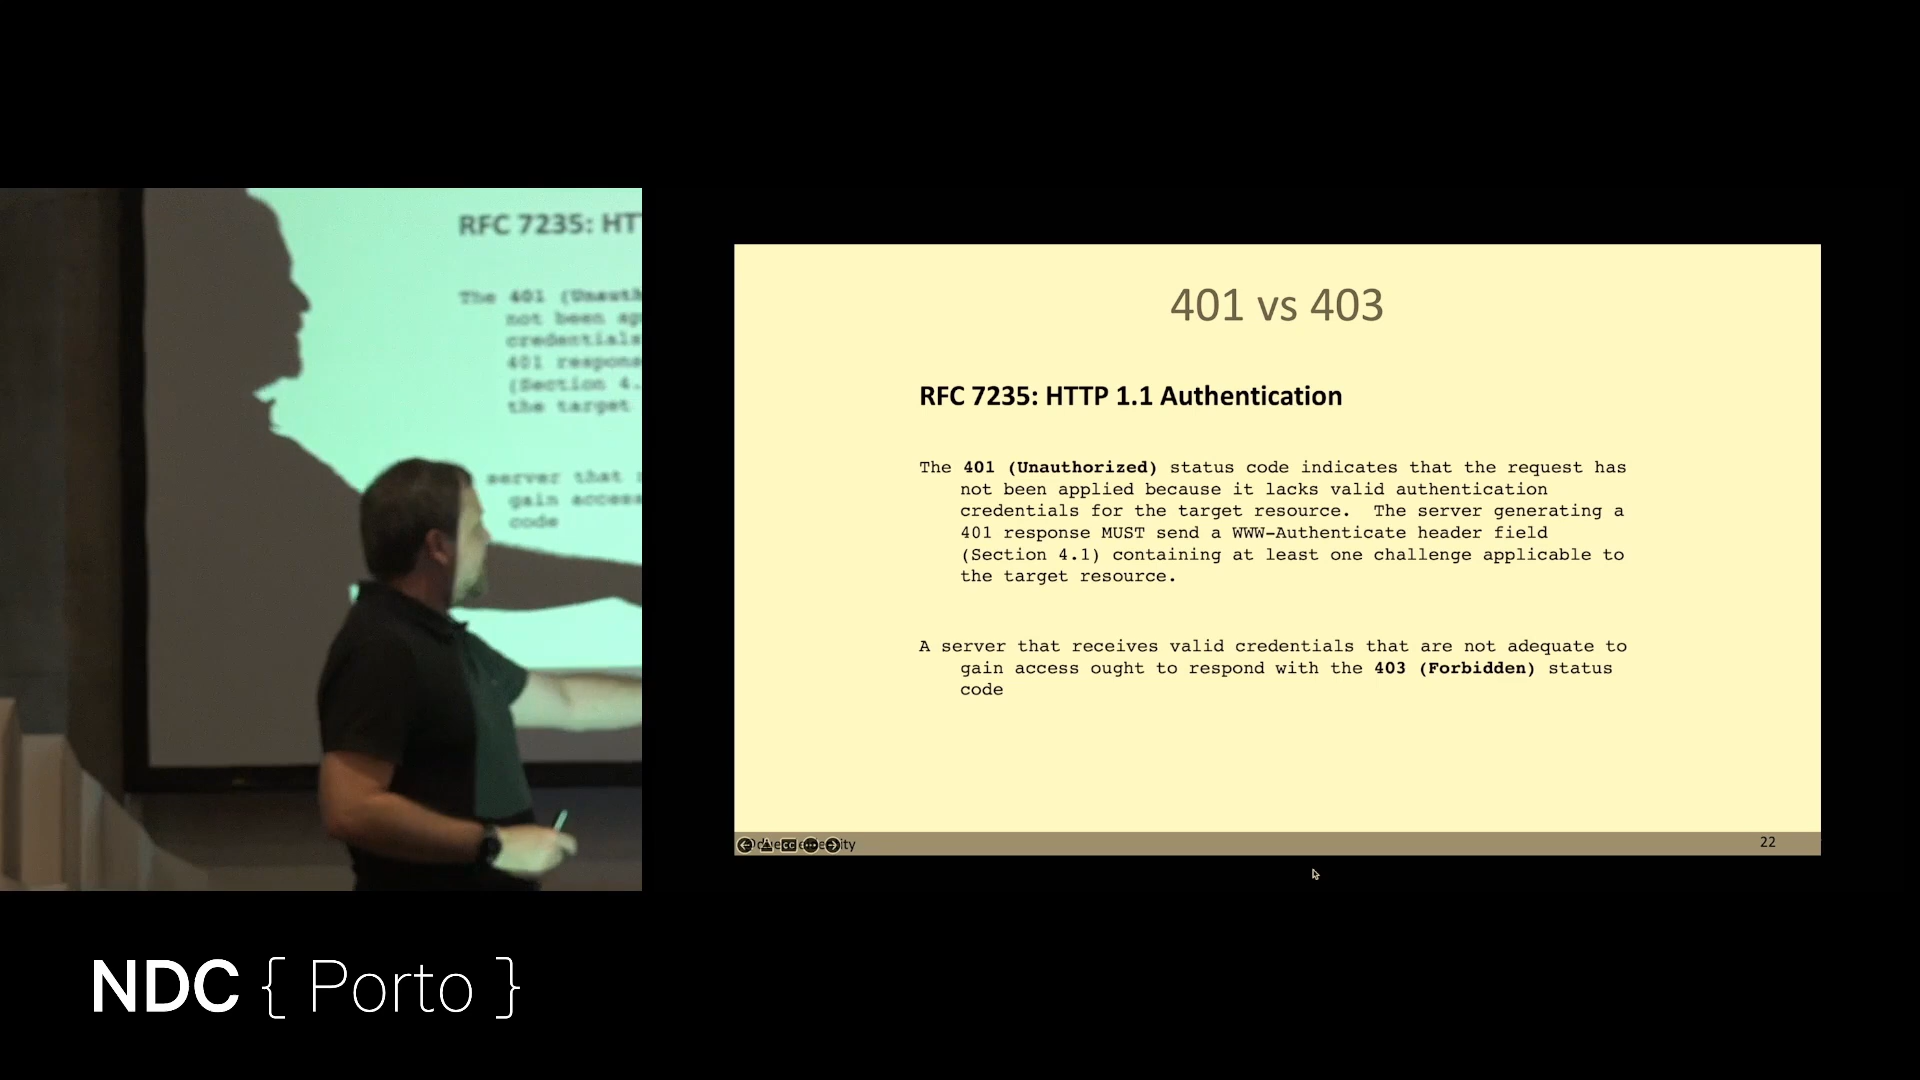 RFC 7235: HT
The 401 (Unauth
not been ap
credentials
401 respons
(Section 4.
the target
server that
gain access
code
401 vs 403
RFC 7235: HTTP 1.1 Authentication
The 401 (Unauthorized) status code indicates that the request has
not been applied because it lacks valid authentication
credentials for the target resource. The server generating a
401 response MUST send a WWW-Authenticate header field
(Section 4.1) containing at least one challenge applicable to
the target resource.
A server that receives valid credentials that are not adequate to
gain access ought to respond with the 403 (Forbidden) status
code
22
NDC { Porto }